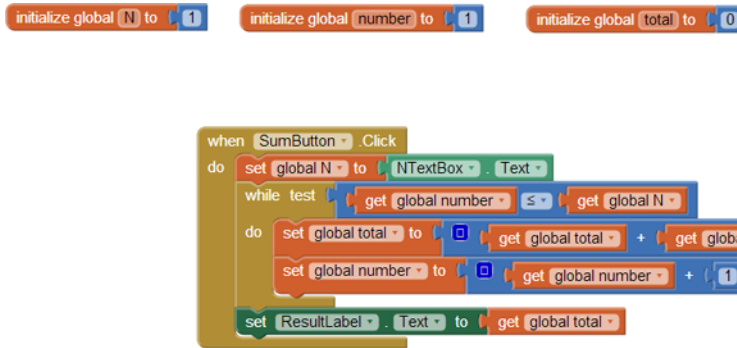 initialize global N to 1
initialize global number to 1
initialize global total to 0
when SumButton .Click
do set global N to NTextBox . Text
while test get global number ≤ get global N
do set global total to get global total + get glob
set global number to get global number + 1
set ResultLabel . Text to get global total